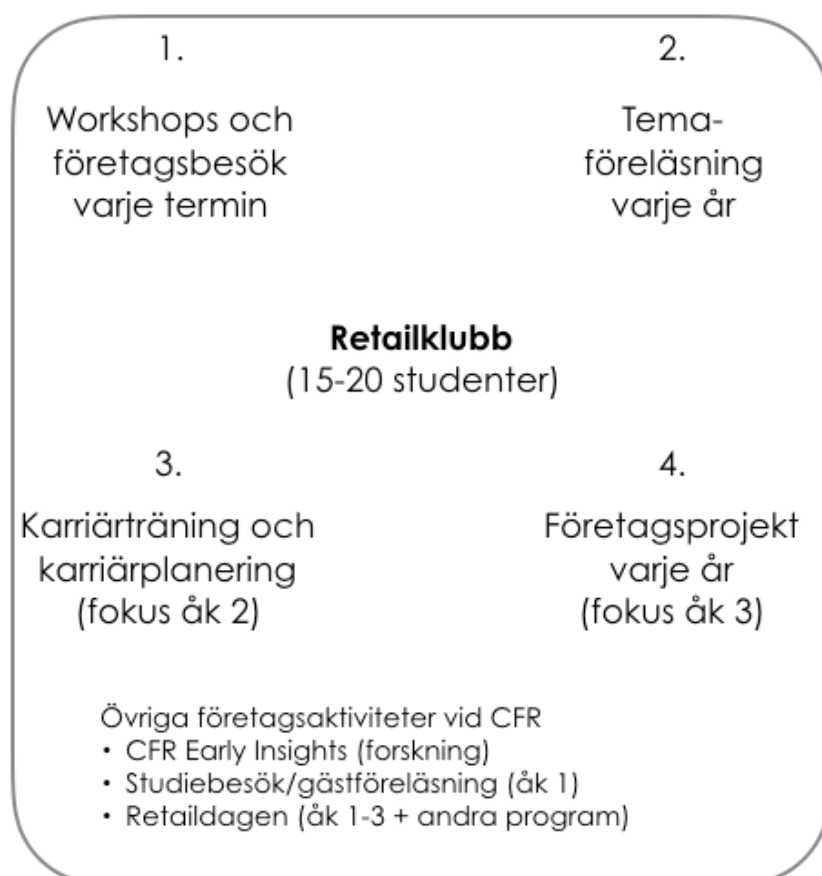 1.
Workshops och
företagsbesök
varje termin
2.
Tema-
föreläsning
varje år
Retailklubb
(15-20 studenter)
3.
Karriärträning och
karriärplanering
(fokus åk 2)
4.
Företagsprojekt
varje år
(fokus åk 3)
Övriga företagsaktiviteter vid CFR
• CFR Early Insights (forskning)
• Studiebesök/gästföreläsning (åk 1)
• Retaildagen (åk 1-3 + andra program)